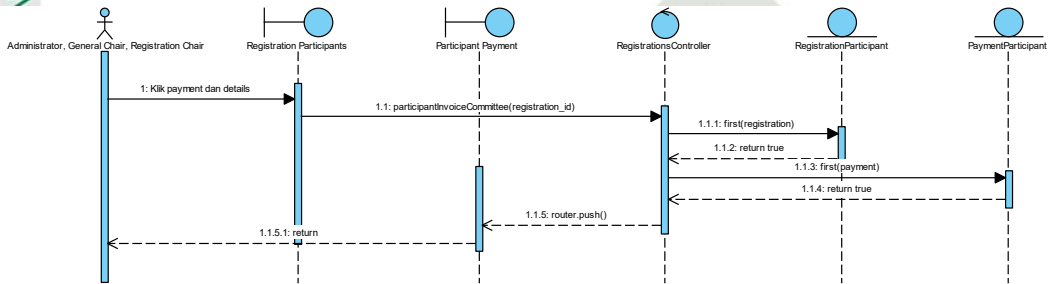 Administrator, General Chair, Registration Chair
Registration Participants
Participant Payment
RegistrationsController
RegistrationParticipant
PaymentParticipant
1: Klik payment dan details
1.1: participantInvoiceCommittee(registration_id)
1.1.1: first(registration)
1.1.2: return true
1.1.3: first(payment)
1.1.4: return true
1.1.5: router.push()
1.1.5.1: return